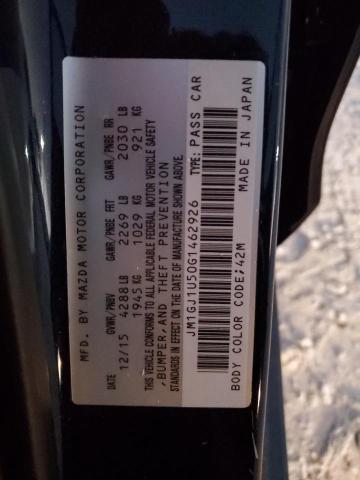 MFD. BY MAZDA MOTOR CORPORATION
DATE GVWR/PNBV GAWR/PNBE FRT GAWR/PNBE RR
12/15 4288 LB 2269 LB 2030 LB
1945 KG 1029 KG 921 KG
THIS VEHICLE CONFORMS TO ALL APPLICABLE FEDERAL MOTOR VEHICLE SAFETY
,BUMPER,AND THEFT PREVENTION
STANDARDS IN EFFECT ON THE DATE OF MANUFACTURE SHOWN ABOVE.
JM1GJ1U50G1462926 TYPE: PASS CAR
BODY COLOR CODE;42M MADE IN JAPAN